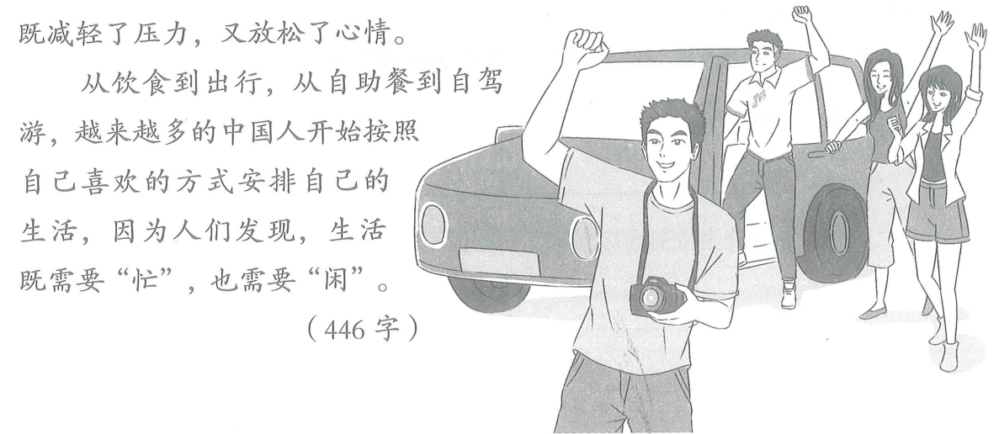 既减轻了压力，又放松了心情。
从饮食到出行，从自助餐到自驾
游，越来越多的中国人开始按照
自己喜欢的方式安排自己的
生活，因为人们发现，生活
既需要“忙”，也需要“闲”。
（446 字）